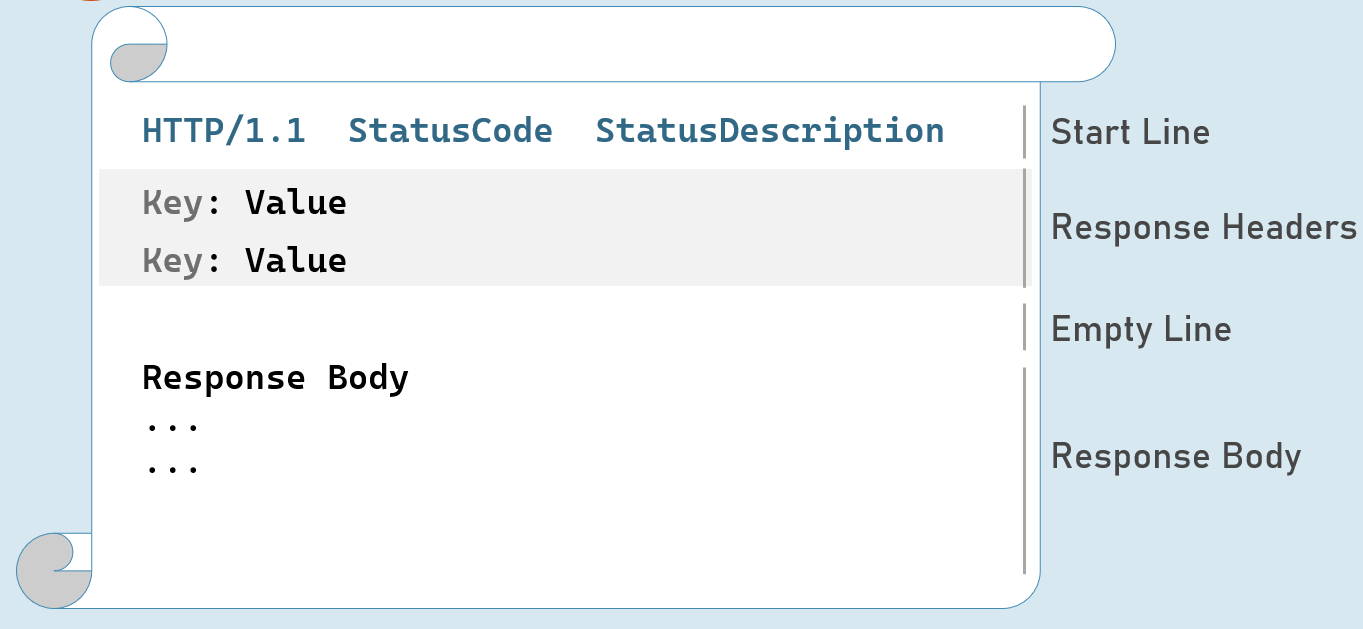 HTTP/1.1 StatusCode StatusDescription
Start Line
Key: Value
Key: Value
Response Headers
Empty Line
Response Body
...
...
Response Body